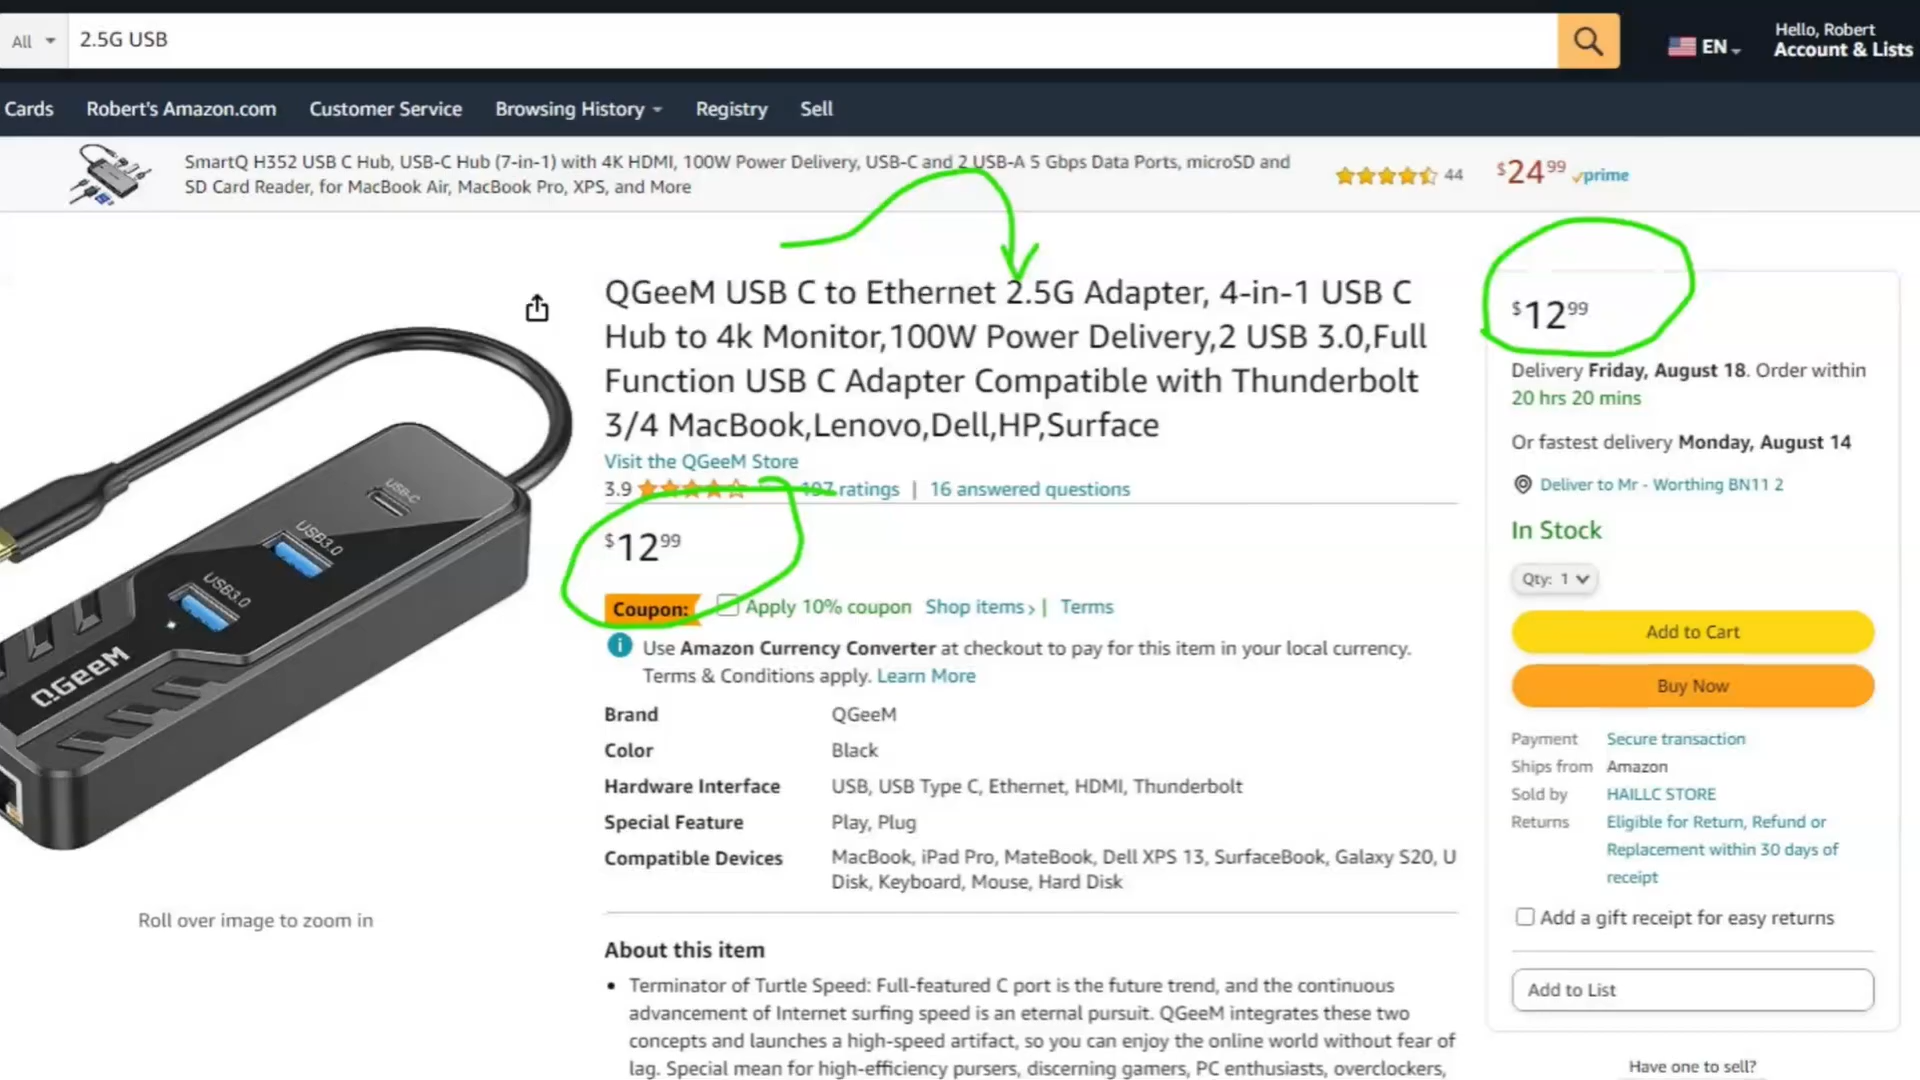 All
2.5G USB
EN
Hello, Robert
Account & Lists
Cards
Robert's Amazon.com
Customer Service
Browsing History
Registry
Sell
SmartQ H352 USB C Hub, USB-C Hub (7-in-1) with 4K HDMI, 100W Power Delivery, USB-C and 2 USB-A 5 Gbps Data Ports, microSD and
SD Card Reader, for MacBook Air, MacBook Pro, XPS, and More
44
$24.99
prime
QGeeM USB C to Ethernet 2.5G Adapter, 4-in-1 USB C
Hub to 4k Monitor,100W Power Delivery,2 USB 3.0,Full
Function USB C Adapter Compatible with Thunderbolt
3/4 MacBook,Lenovo,Dell,HP,Surface
Visit the QGeeM Store
3.9
197 ratings | 16 answered questions
$12 99
Coupon:
Apply 10% coupon Shop items › | Terms
Use Amazon Currency Converter at checkout to pay for this item in your local currency.
Terms & Conditions apply. Learn More
Brand QGeeM
Color Black
Hardware Interface USB, USB Type C, Ethernet, HDMI, Thunderbolt
Special Feature Play, Plug
Compatible Devices MacBook, iPad Pro, MateBook, Dell XPS 13, SurfaceBook, Galaxy S20, U
Disk, Keyboard, Mouse, Hard Disk
About this item
• Terminator of Turtle Speed: Full-featured C port is the future trend, and the continuous
advancement of Internet surfing speed is an eternal pursuit. QGeeM integrates these two
concepts and launches a high-speed artifact, so you can enjoy the online world without fear of
lag. Special mean for high-efficiency pursers, discerning gamers, PC enthusiasts, overclockers,
USB-C
USB3.0
USB3.0
QGeeM
Roll over image to zoom in
$12 99
Delivery Friday, August 18. Order within
20 hrs 20 mins
Or fastest delivery Monday, August 14
Deliver to Mr - Worthing BN11 2
In Stock
Qty: 1
Add to Cart
Buy Now
Payment Secure transaction
Ships from Amazon
Sold by HAILLC STORE
Returns Eligible for Return, Refund or
Replacement within 30 days of
receipt
Add a gift receipt for easy returns
Add to List
Have one to sell?